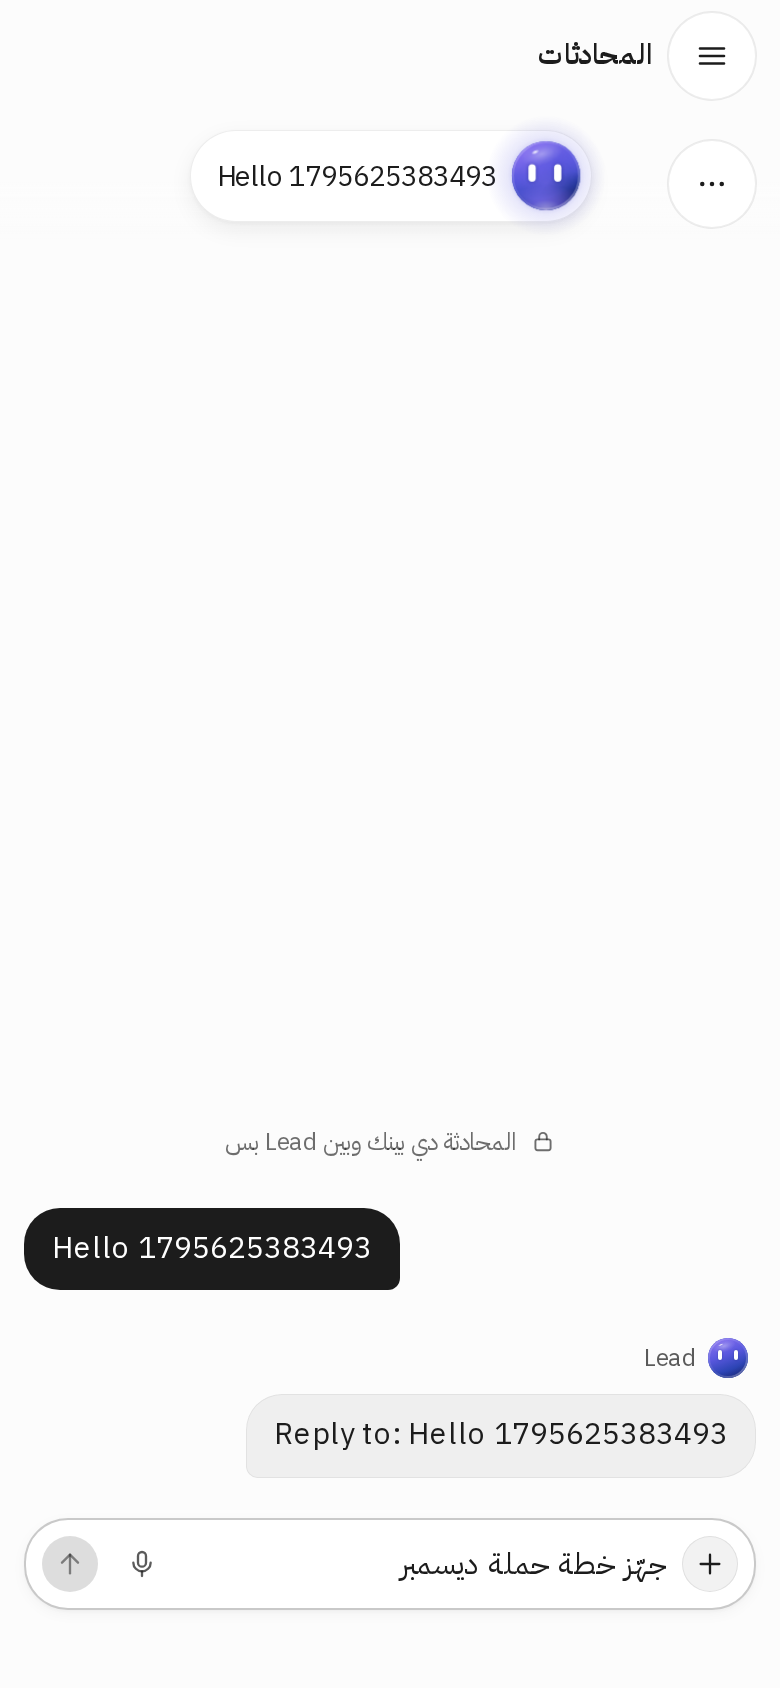 المحادثات
Hello 1795625383493
المحادثة دي بينك وبين Lead بس
Hello 1795625383493
Lead
Reply to: Hello 1795625383493
جهّز خطة حملة ديسمبر